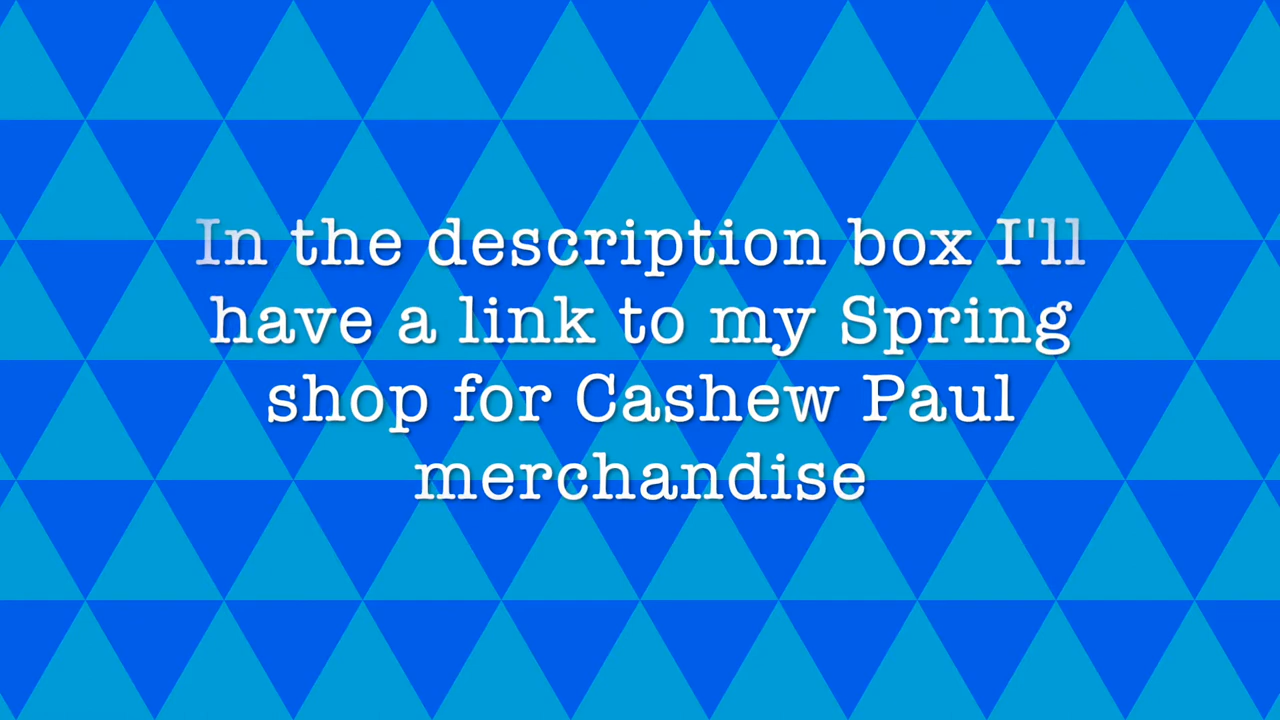 In the description box I'll
have a link to my Spring
shop for Cashew Paul
merchandise